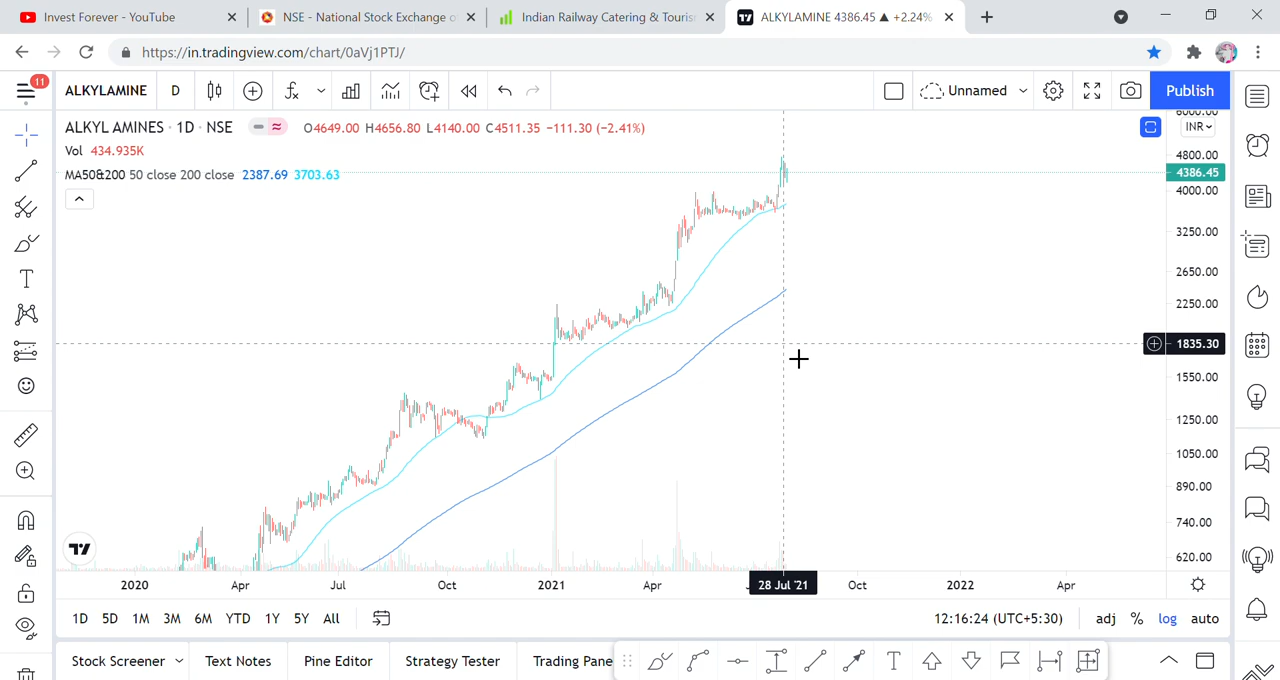 Invest Forever - YouTube
NSE - National Stock Exchange o
Indian Railway Catering & Touris
ALKYLAMINE 4386.45 ▲ +2.24%
https://in.tradingview.com/chart/0aVj1PTJ/
11
ALKYLAMINE
D
Unnamed
Publish
ALKYL AMINES · 1D · NSE
O4649.00 H4656.80 L4140.00 C4511.35 −111.30 (−2.41%)
Vol 434.935K
MA50&200 50 close 200 close 2387.69 3703.63
6000.00
INR
4800.00
4386.45
4000.00
3250.00
2650.00
2250.00
1835.30
1550.00
1250.00
1050.00
890.00
740.00
620.00
2020 Apr Jul Oct 2021 Apr 28 Jul '21 Oct 2022 Apr
1D 5D 1M 3M 6M YTD 1Y 5Y All
12:16:24 (UTC+5:30) adj % log auto
Stock Screener Text Notes Pine Editor Strategy Tester Trading Pane